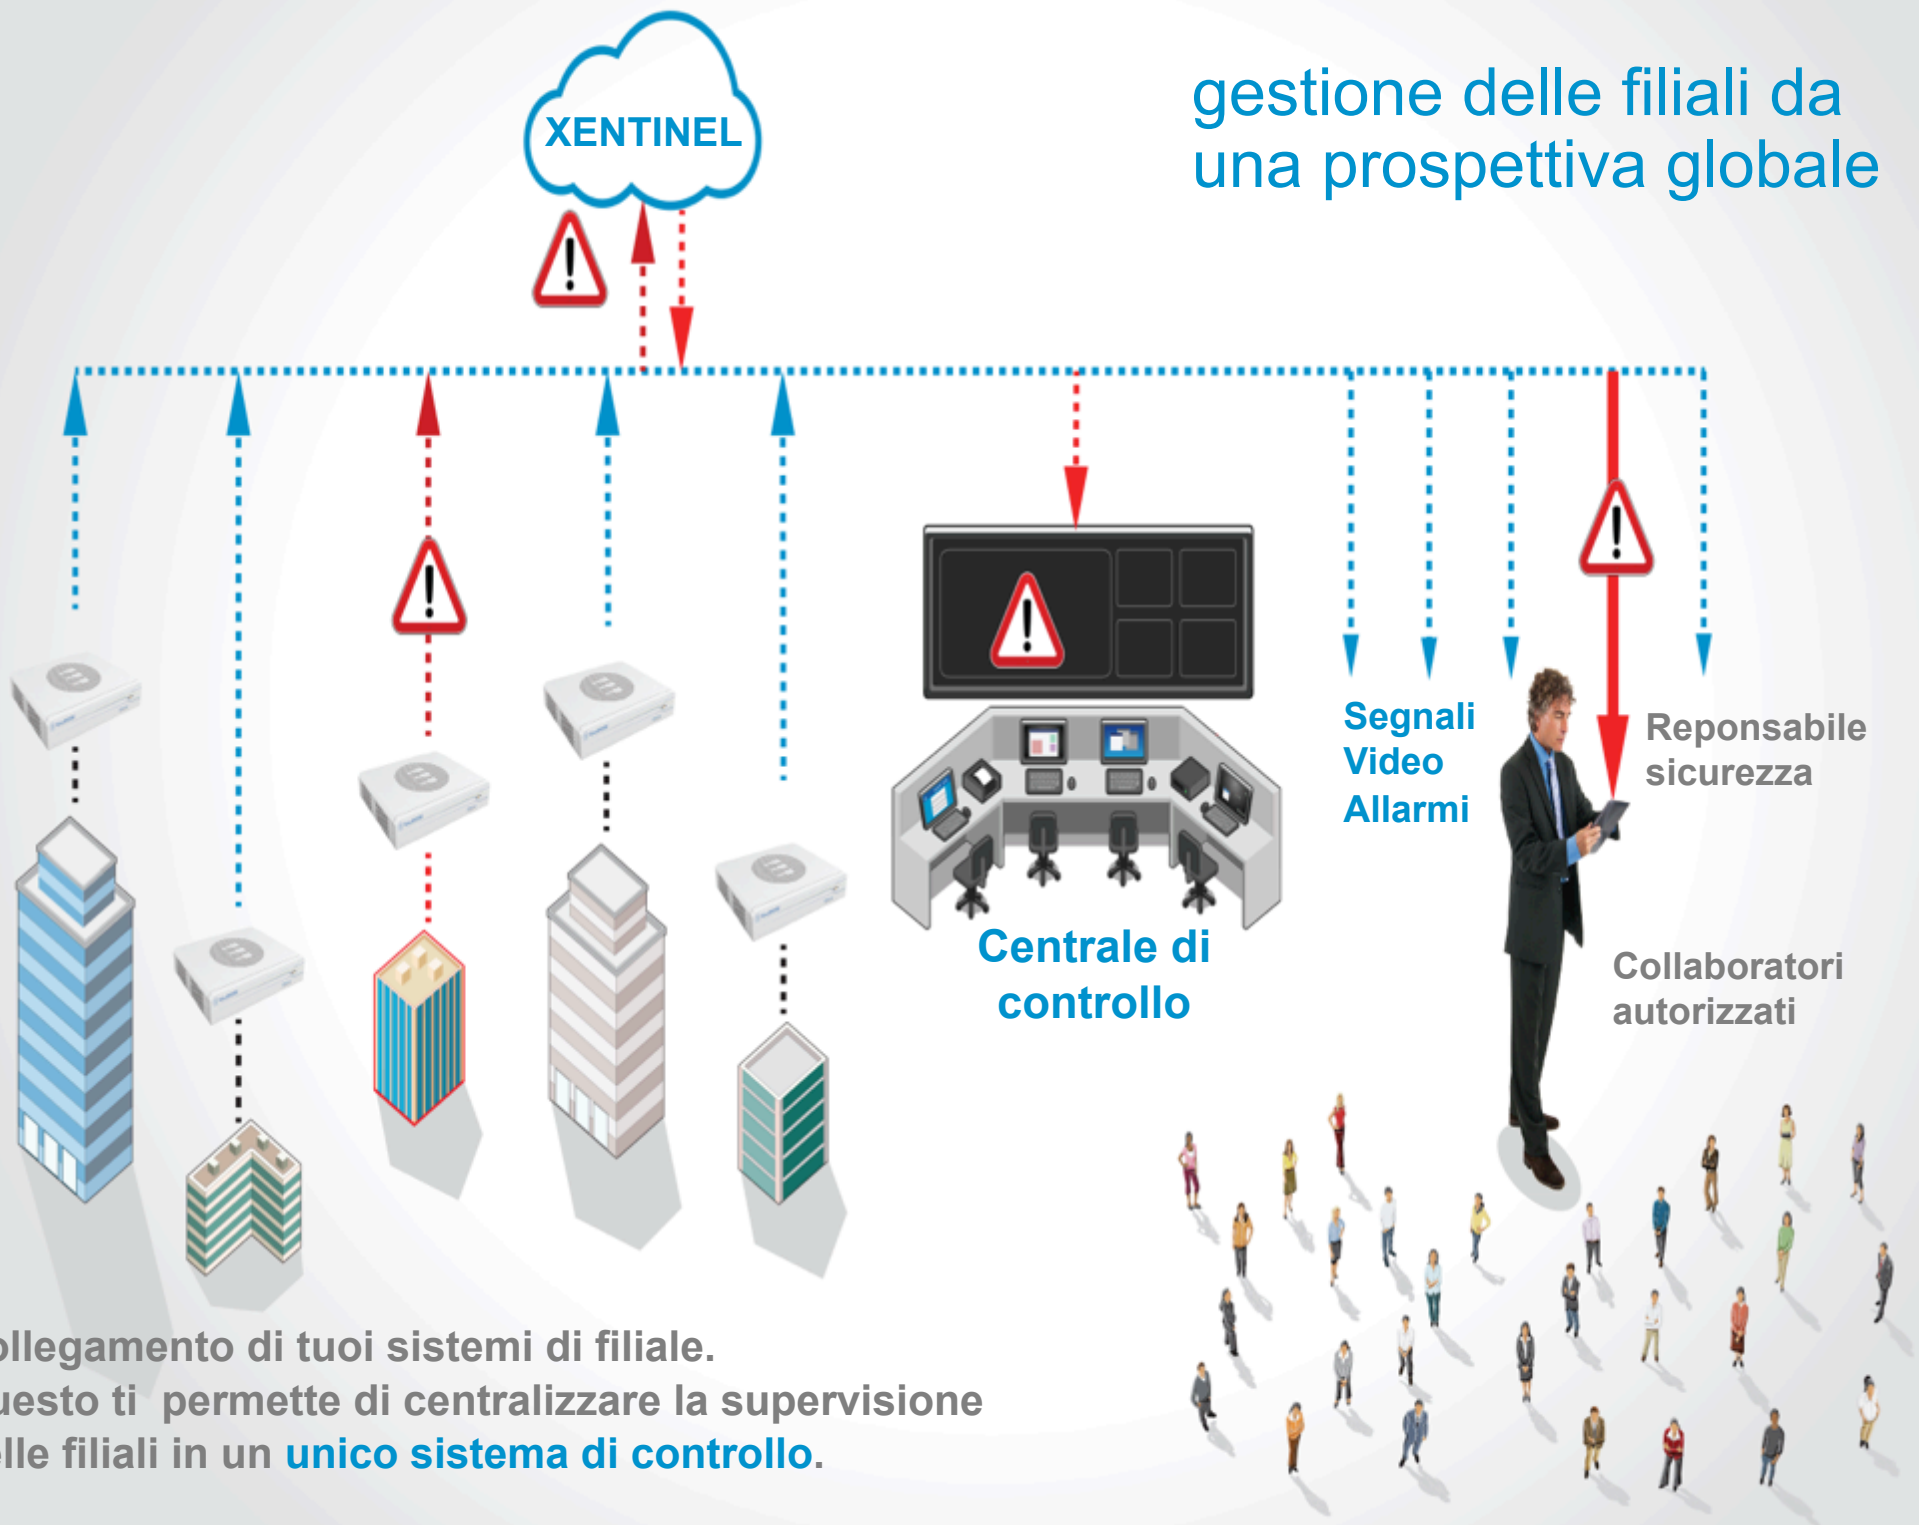 XENTINEL
gestione delle filiali da
una prospettiva globale
Segnali
Video
Allarmi
Reponsabile
sicurezza
Centrale di
controllo
Collaboratori
autorizzati
ollegamento di tuoi sistemi di filiale.
uesto ti permette di centralizzare la supervisione
elle filiali in un unico sistema di controllo.